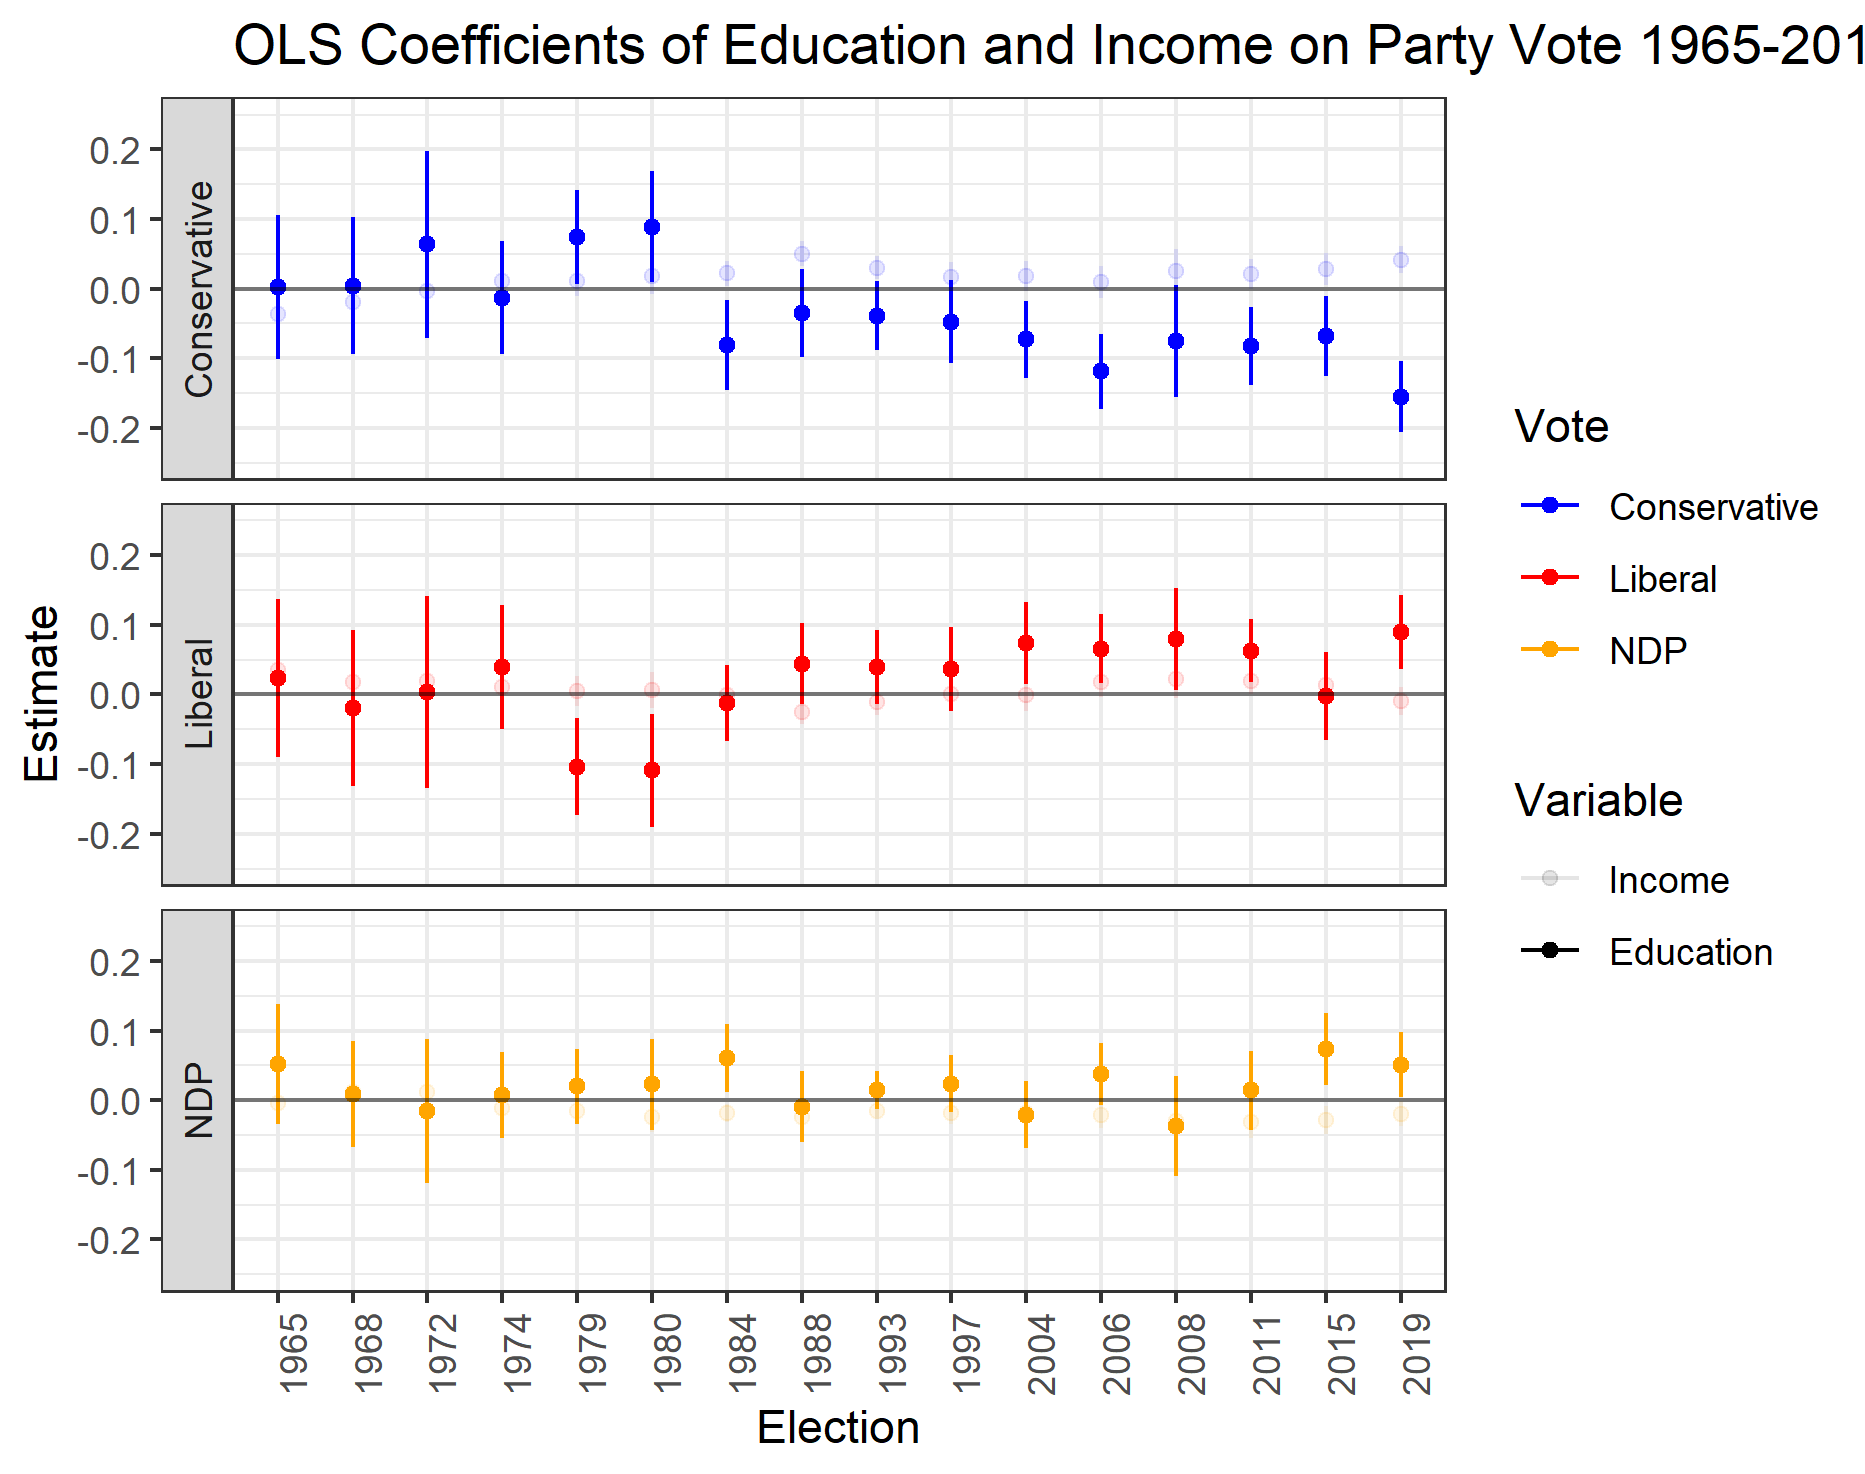 OLS Coefficients of Education and Income on Party Vote 1965-201
Conservative
0.2
0.1
0.0
-0.1
-0.2
Liberal
0.2
0.1
0.0
-0.1
-0.2
NDP
0.2
0.1
0.0
-0.1
-0.2
Estimate
1965
1968
1972
1974
1979
1980
1984
1988
1993
1997
2004
2006
2008
2011
2015
2019
Election
Vote
Conservative
Liberal
NDP
Variable
Income
Education